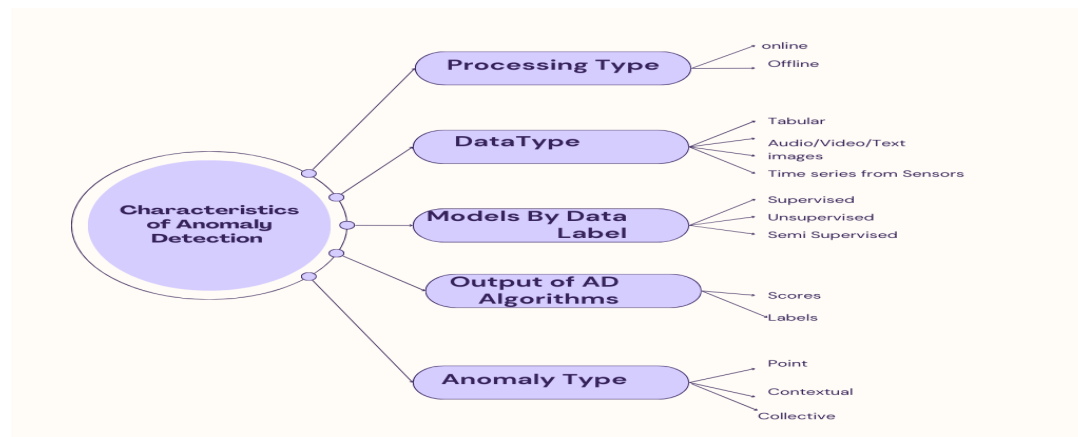 Characteristics
of Anomaly
Detection
Processing Type
online
Offline
DataType
Tabular
Audio/Video/Text
images
Time series from Sensors
Models By Data
Label
Supervised
Unsupervised
Semi Supervised
Output of AD
Algorithms
Scores
Labels
Anomaly Type
Point
Contextual
Collective